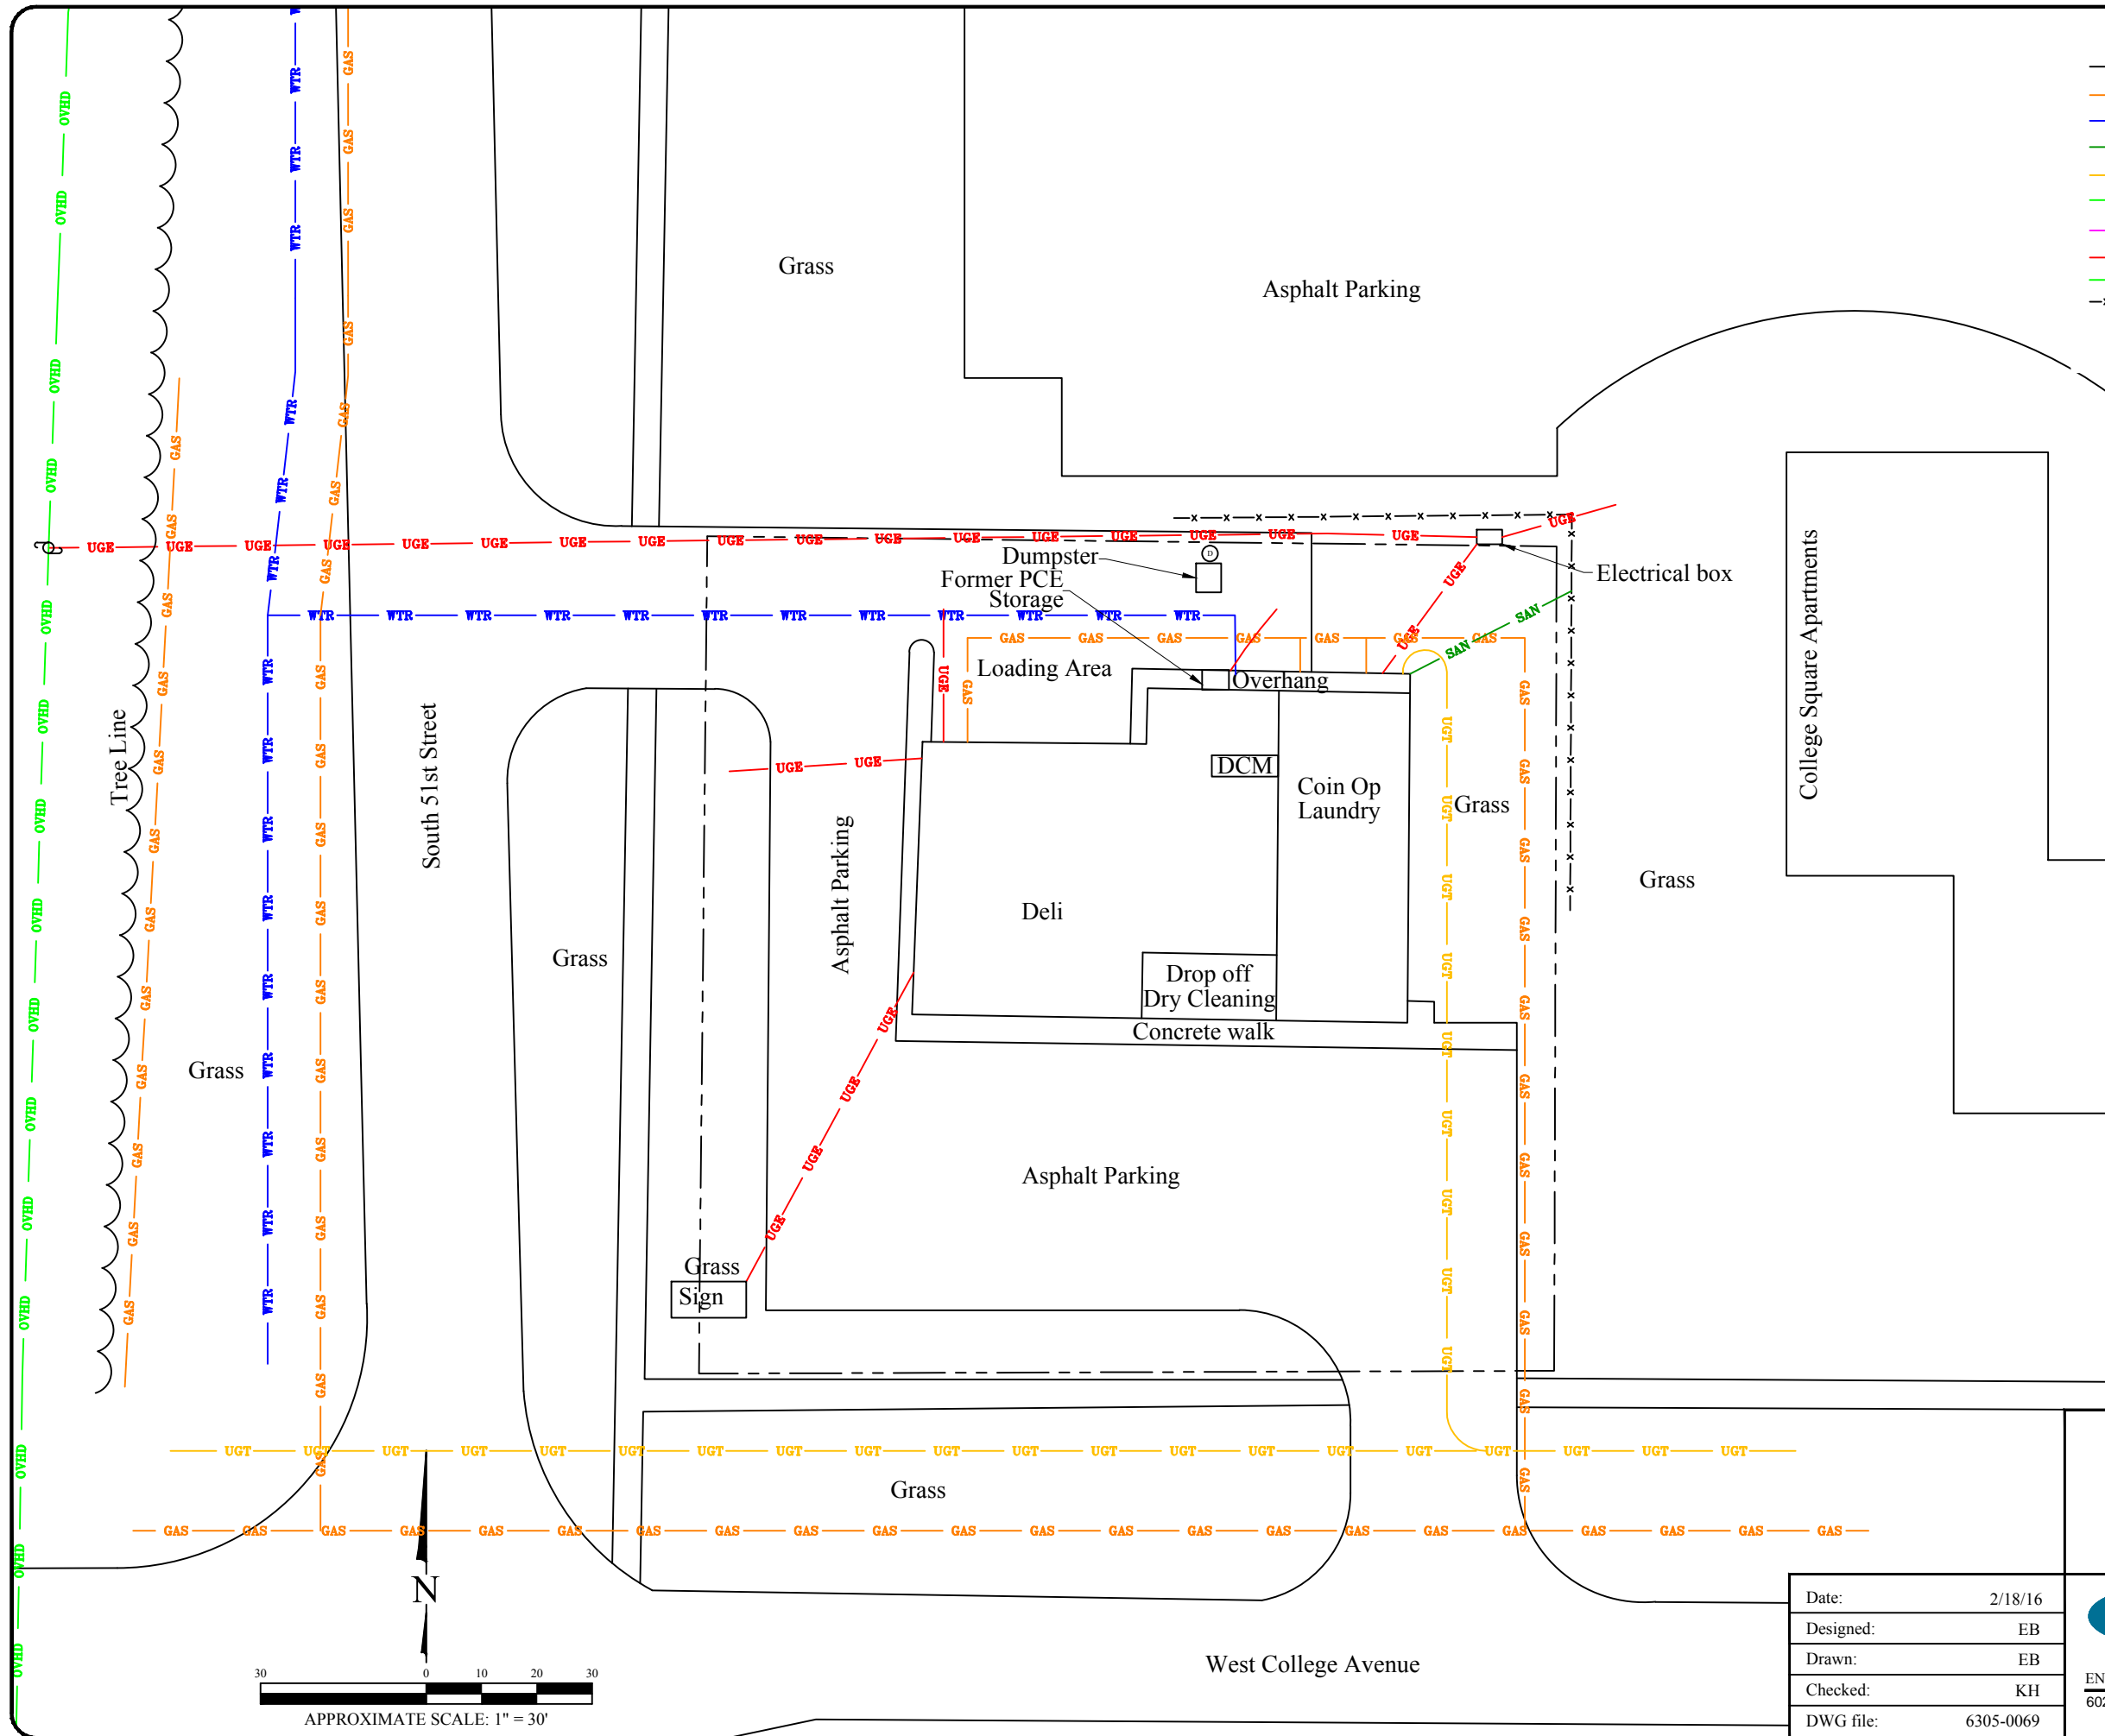 Grass
Asphalt Parking
Dumpster
D
Former PCE
Storage
Electrical box
Loading Area
Overhang
DCM
Coin Op
Laundry
Grass
College Square Apartments
Tree Line
South 51st Street
Asphalt Parking
Deli
Grass
Grass
Drop off
Dry Cleaning
Concrete walk
Grass
Asphalt Parking
Grass
Sign
Grass
N
West College Avenue
30 0 10 20 30
APPROXIMATE SCALE: 1" = 30'
Date: 2/18/16
Designed: EB
Drawn: EB
Checked: KH
DWG file: 6305-0069
OVHD
GAS
WTR
UGE
SAN
UGT
EN
602